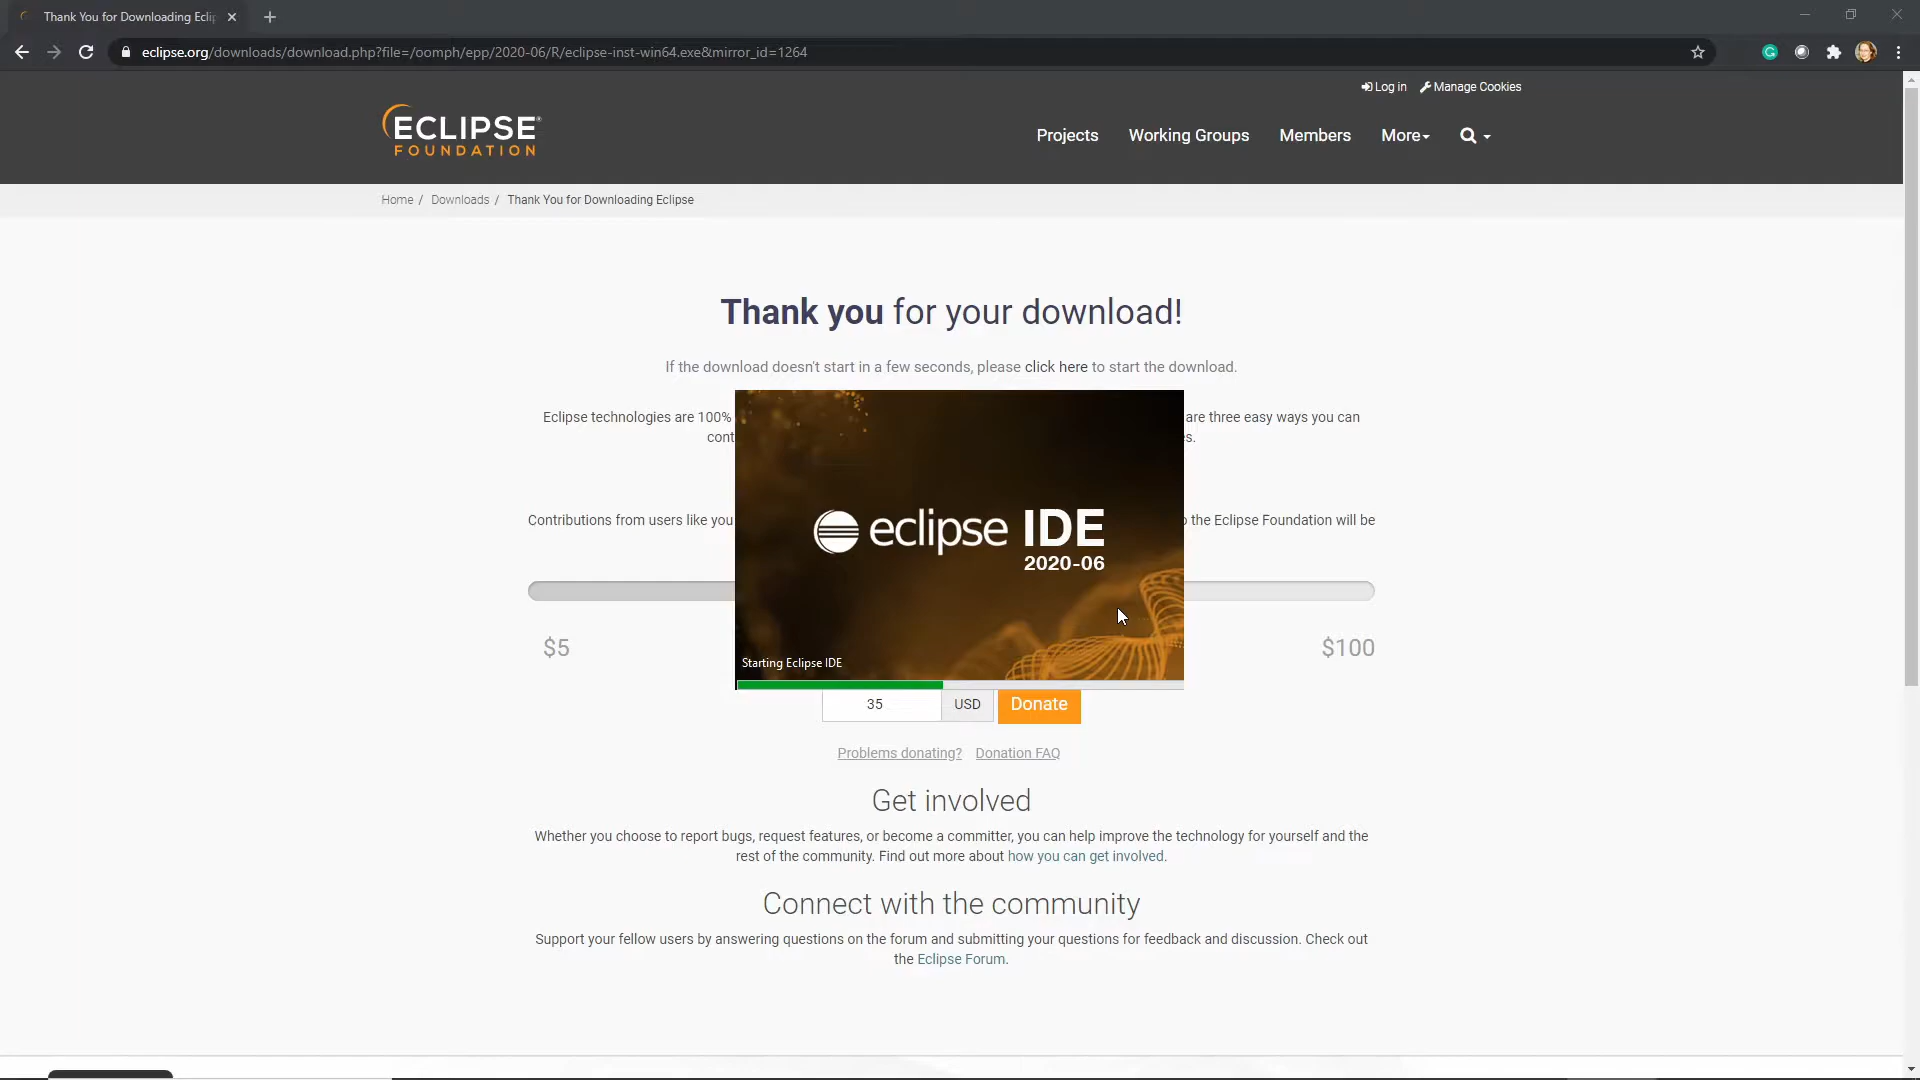 Thank You for Downloading Eclip
eclipse.org/downloads/download.php?file=/oomph/epp/2020-06/R/eclipse-inst-win64.exe&mirror_id=1264
Log in Manage Cookies
ECLIPSE®
FOUNDATION
Projects Working Groups Members More
Home / Downloads / Thank You for Downloading Eclipse
Thank you for your download!
If the download doesn't start in a few seconds, please click here to start the download.
Eclipse technologies are 100% are three easy ways you can
cont es.
Contributions from users like you o the Eclipse Foundation will be
eclipse IDE
2020-06
$5 $100
Starting Eclipse IDE
35 USD Donate
Problems donating? Donation FAQ
Get involved
Whether you choose to report bugs, request features, or become a committer, you can help improve the technology for yourself and the
rest of the community. Find out more about how you can get involved.
Connect with the community
Support your fellow users by answering questions on the forum and submitting your questions for feedback and discussion. Check out
the Eclipse Forum.